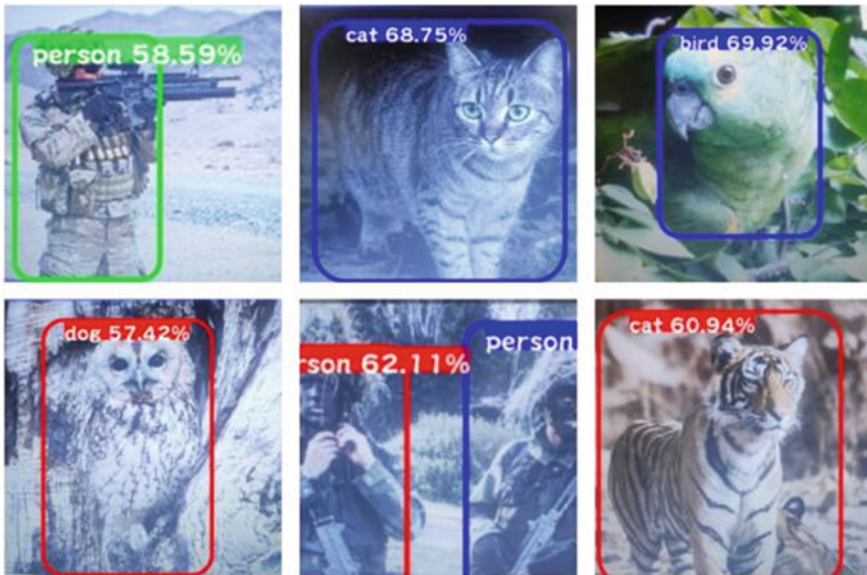 person 58.59%
cat 68.75%
bird 69.92%
dog 57.42%
rson 62.11%
person
cat 60.94%